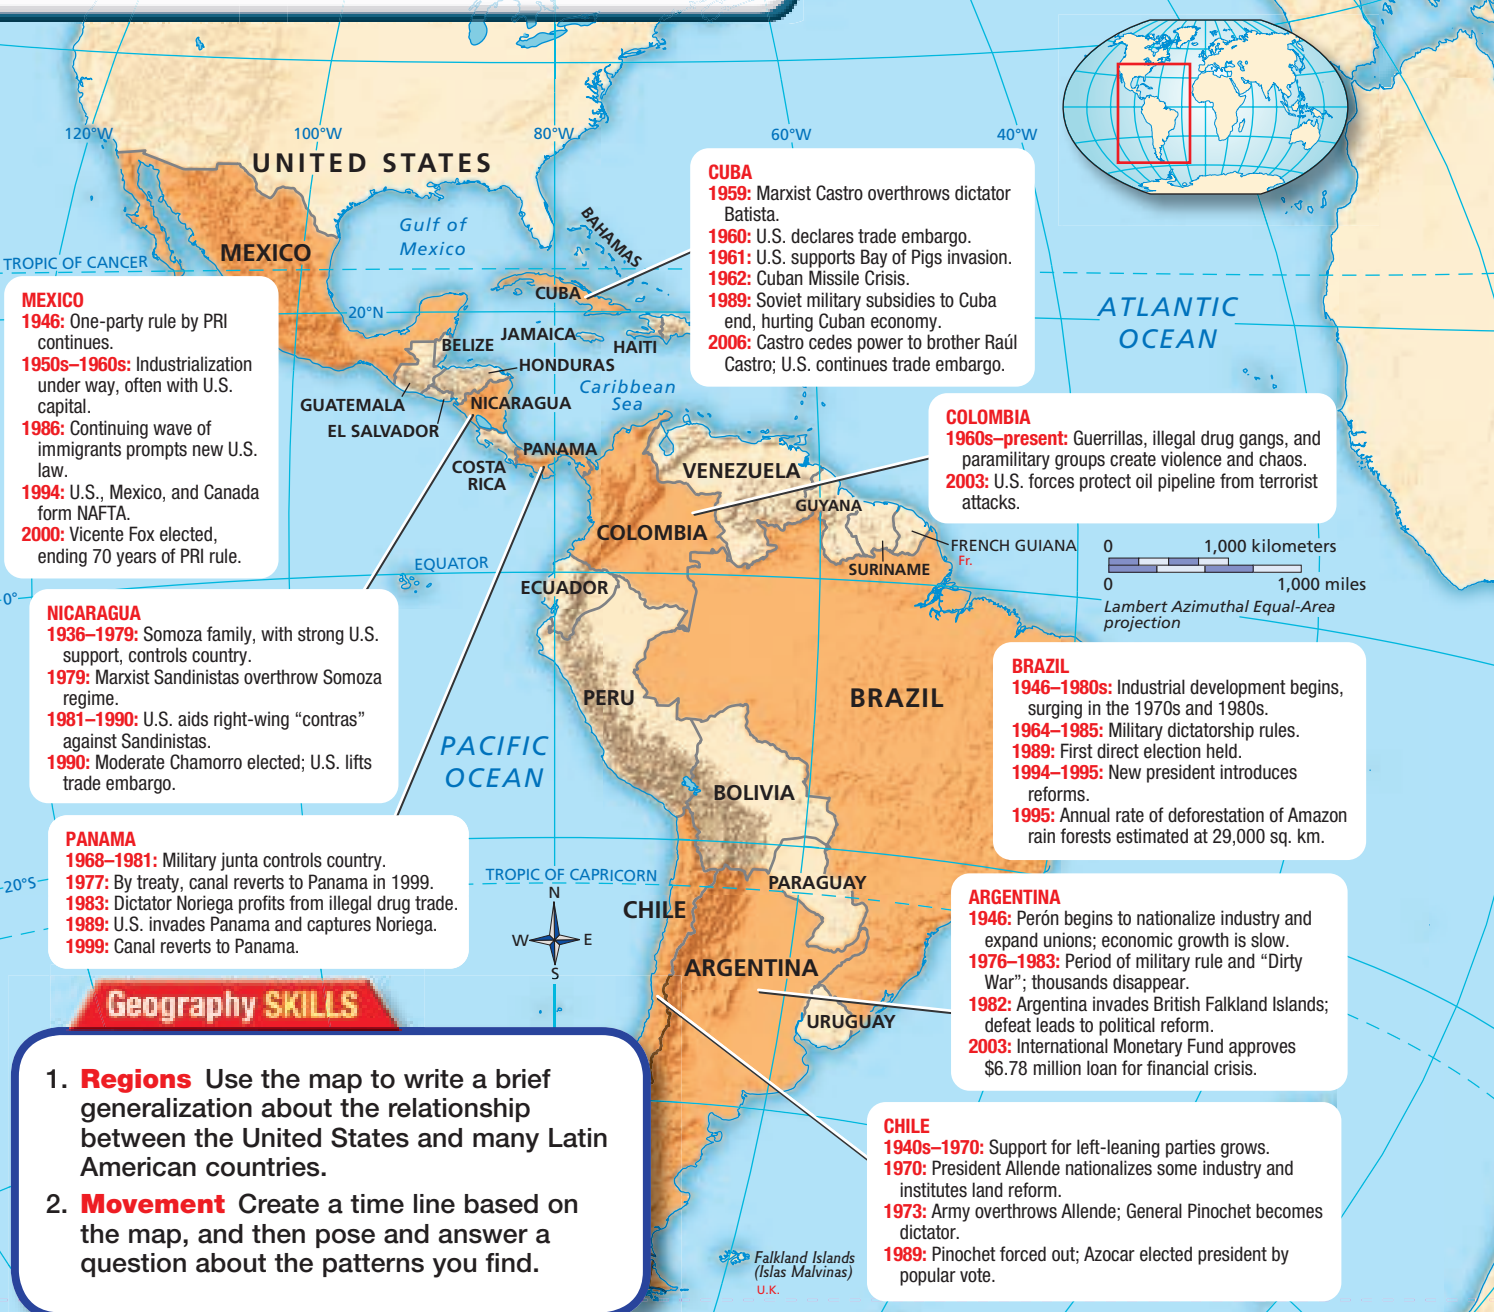 120°W
100°W
80°W
60°W
40°W
UNITED STATES
Gulf of
Mexico
BAHAMAS
MEXICO
TROPIC OF CANCER
CUBA
1959: Marxist Castro overthrows dictator
Batista.
1960: U.S. declares trade embargo.
1961: U.S. supports Bay of Pigs invasion.
1962: Cuban Missile Crisis.
1989: Soviet military subsidies to Cuba
end, hurting Cuban economy.
2006: Castro cedes power to brother Raúl
Castro; U.S. continues trade embargo.
ATLANTIC
OCEAN
MEXICO
1946: One-party rule by PRI
continues.
1950s–1960s: Industrialization
under way, often with U.S.
capital.
1986: Continuing wave of
immigrants prompts new U.S.
law.
1994: U.S., Mexico, and Canada
form NAFTA.
2000: Vicente Fox elected,
ending 70 years of PRI rule.
CUBA
20°N
JAMAICA
BELIZE
HAITI
HONDURAS
Caribbean
Sea
GUATEMALA
NICARAGUA
EL SALVADOR
PANAMA
COSTA
RICA
VENEZUELA
GUYANA
COLOMBIA
FRENCH GUIANA
Fr.
SURINAME
COLOMBIA
1960s–present: Guerrillas, illegal drug gangs, and
paramilitary groups create violence and chaos.
2003: U.S. forces protect oil pipeline from terrorist
attacks.
0 1,000 kilometers
0 1,000 miles
Lambert Azimuthal Equal-Area
projection
EQUATOR
0°
ECUADOR
NICARAGUA
1936–1979: Somoza family, with strong U.S.
support, controls country.
1979: Marxist Sandinistas overthrow Somoza
regime.
1981–1990: U.S. aids right-wing “contras”
against Sandinistas.
1990: Moderate Chamorro elected; U.S. lifts
trade embargo.
PERU
BRAZIL
PACIFIC
OCEAN
BOLIVIA
BRAZIL
1946–1980s: Industrial development begins,
surging in the 1970s and 1980s.
1964–1985: Military dictatorship rules.
1989: First direct election held.
1994–1995: New president introduces
reforms.
1995: Annual rate of deforestation of Amazon
rain forests estimated at 29,000 sq. km.
PANAMA
1968–1981: Military junta controls country.
1977: By treaty, canal reverts to Panama in 1999.
1983: Dictator Noriega profits from illegal drug trade.
1989: U.S. invades Panama and captures Noriega.
1999: Canal reverts to Panama.
20°S
TROPIC OF CAPRICORN
N
W
E
S
PARAGUAY
CHILE
ARGENTINA
URUGUAY
ARGENTINA
1946: Perón begins to nationalize industry and
expand unions; economic growth is slow.
1976–1983: Period of military rule and “Dirty
War”; thousands disappear.
1982: Argentina invades British Falkland Islands;
defeat leads to political reform.
2003: International Monetary Fund approves
$6.78 million loan for financial crisis.
CHILE
1940s–1970: Support for left-leaning parties grows.
1970: President Allende nationalizes some industry and
institutes land reform.
1973: Army overthrows Allende; General Pinochet becomes
dictator.
1989: Pinochet forced out; Azocar elected president by
popular vote.
Falkland Islands
(Islas Malvinas)
U.K.
Geography SKILLS
1. Regions Use the map to write a brief
generalization about the relationship
between the United States and many Latin
American countries.
2. Movement Create a time line based on
the map, and then pose and answer a
question about the patterns you find.